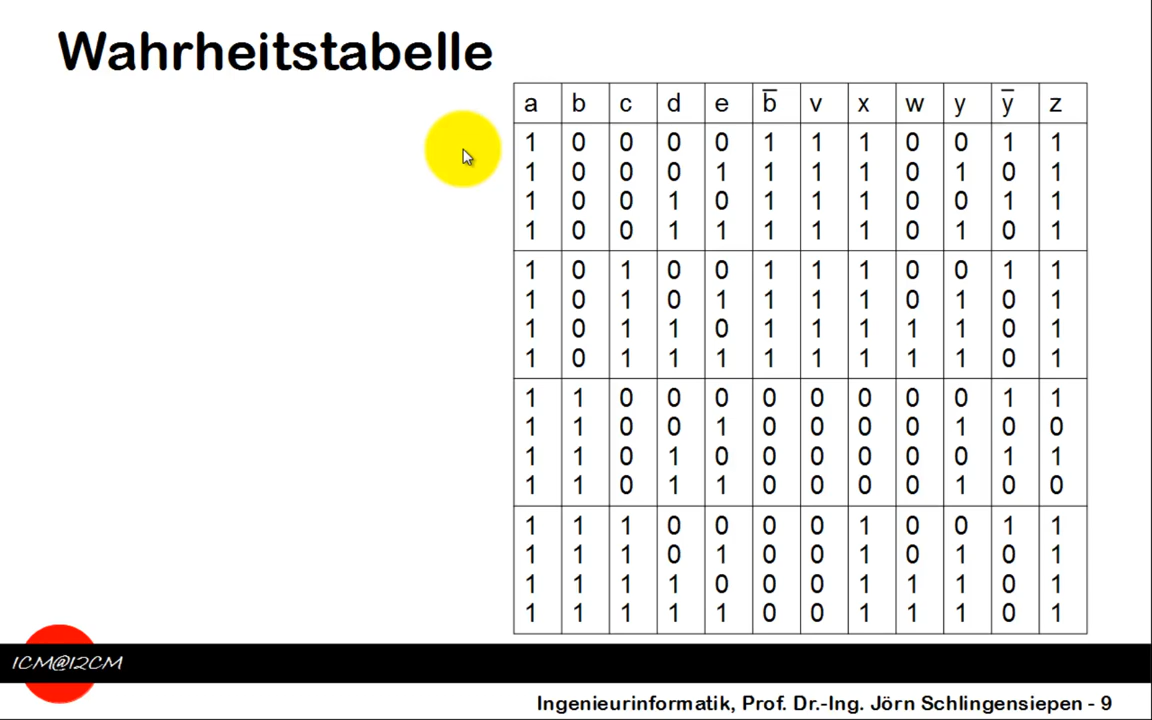 Wahrheitstabelle
a b c d e b̅ v x w y y̅ z
1 0 0 0 0 1 1 1 0 0 1 1
1 0 0 0 1 1 1 1 0 1 0 1
1 0 0 1 0 1 1 1 0 0 1 1
1 0 0 1 1 1 1 1 0 1 0 1
1 0 1 0 0 1 1 1 0 0 1 1
1 0 1 0 1 1 1 1 0 1 0 1
1 0 1 1 0 1 1 1 1 1 0 1
1 0 1 1 1 1 1 1 1 1 0 1
1 1 0 0 0 0 0 0 0 0 1 1
1 1 0 0 1 0 0 0 0 1 0 0
1 1 0 1 0 0 0 0 0 0 1 1
1 1 0 1 1 0 0 0 0 1 0 0
1 1 1 0 0 0 0 1 0 0 1 1
1 1 1 0 1 0 0 1 0 1 0 1
1 1 1 1 0 0 0 1 1 1 0 1
1 1 1 1 1 0 0 1 1 1 0 1
1CM@12CM
Ingenieurinformatik, Prof. Dr.-Ing. Jörn Schlingensiepen - 9